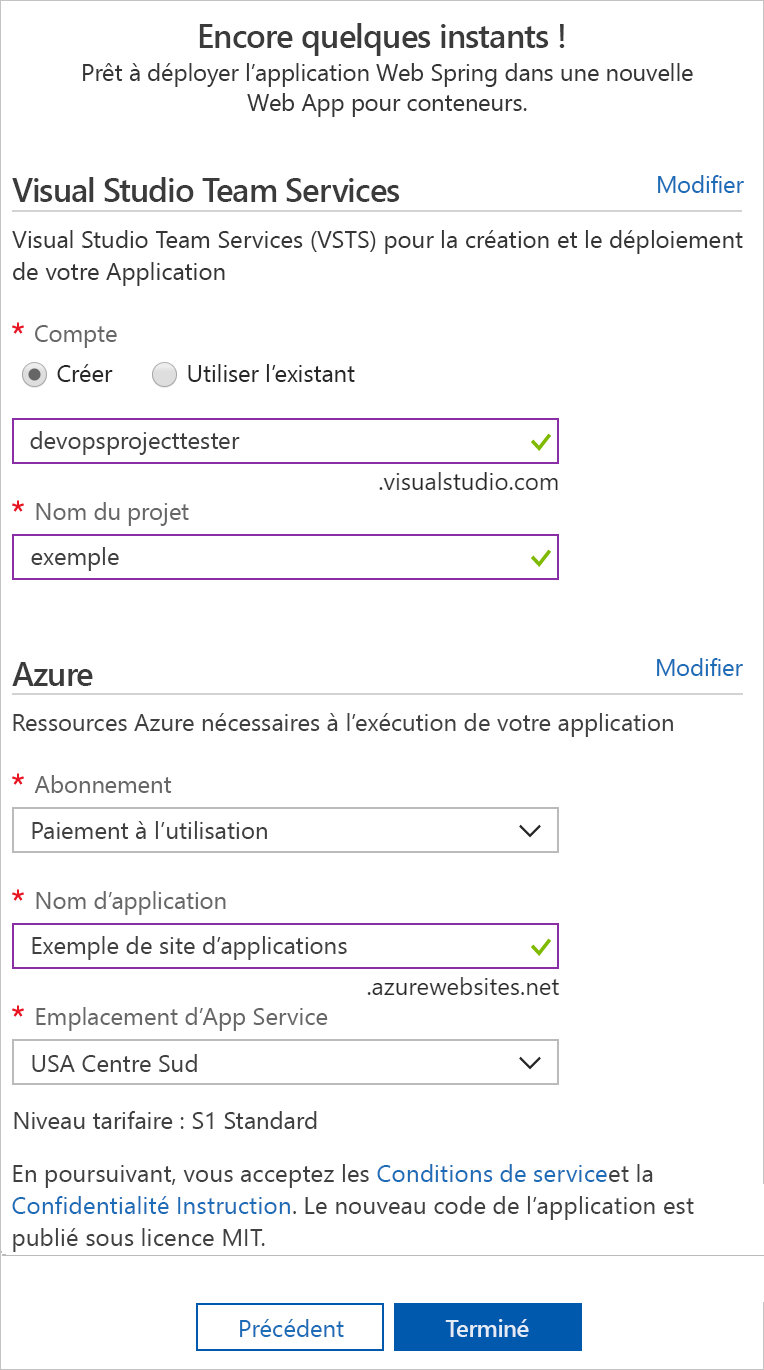 Encore quelques instants !
Prêt à déployer l’application Web Spring dans une nouvelle
Web App pour conteneurs.
Visual Studio Team Services
Modifier
Visual Studio Team Services (VSTS) pour la création et le déploiement
de votre Application
* Compte
Créer Utiliser l’existant
devopsprojecttester
.visualstudio.com
* Nom du projet
exemple
Azure
Modifier
Ressources Azure nécessaires à l’exécution de votre application
* Abonnement
Paiement à l’utilisation
* Nom d’application
Exemple de site d’applications
.azurewebsites.net
* Emplacement d’App Service
USA Centre Sud
Niveau tarifaire : S1 Standard
En poursuivant, vous acceptez les Conditions de serviceet la
Confidentialité Instruction. Le nouveau code de l’application est
publié sous licence MIT.
Précédent Terminé